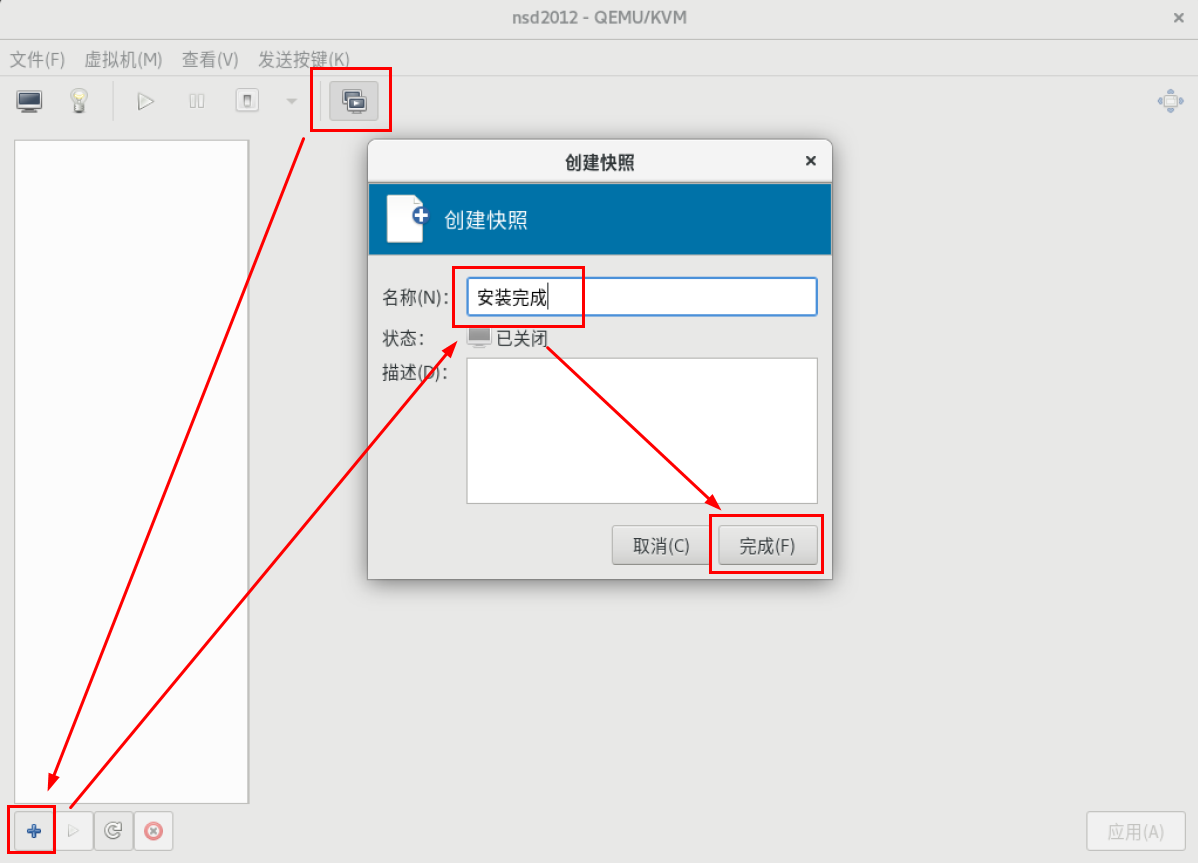 nsd2012 - QEMU/KVM
文件(F) 虚拟机(M) 查看(V) 发送按键(K)
创建快照
创建快照
名称(N)： 安装完成
状态： 已关闭
描述(D)：
取消(C) 完成(F)
应用(A)